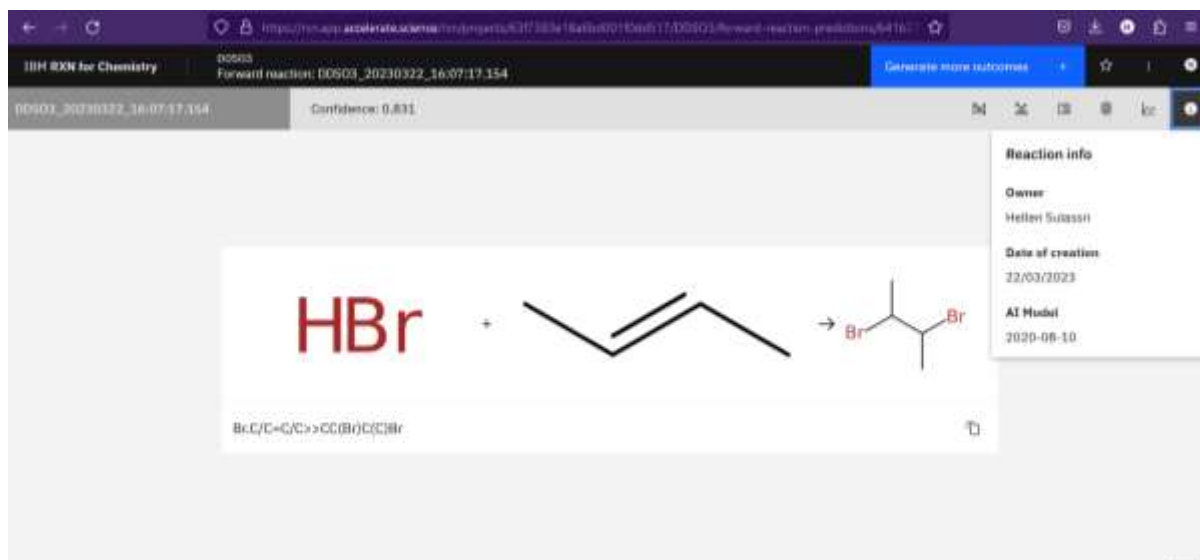 IBM RXN for Chemistry
DDS03
Forward reaction: DDS03_20230322_16:07:17.154
Generate more outcomes +
DDS03_20230322_16:07:17.154
Confidence: 0.831
Reaction info
Owner
Hellen
Date of creation
22/03/2023
AI Model
2020-08-10
HBr + → Br Br
Br.C/C=C/C>>CC(Br)C(C)Br